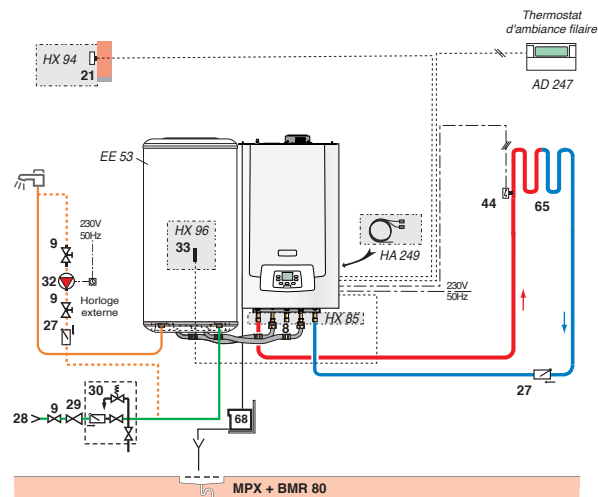 Thermostat
d'ambiance filaire
HX 94
21
AD 247
EE 53
HX 96
33
44
65
230V
50Hz
9
HA 249
32
230V
50Hz
9
Horloge
externe
27
8
HX 85
27
30
28
9
29
68
MPX + BMR 80